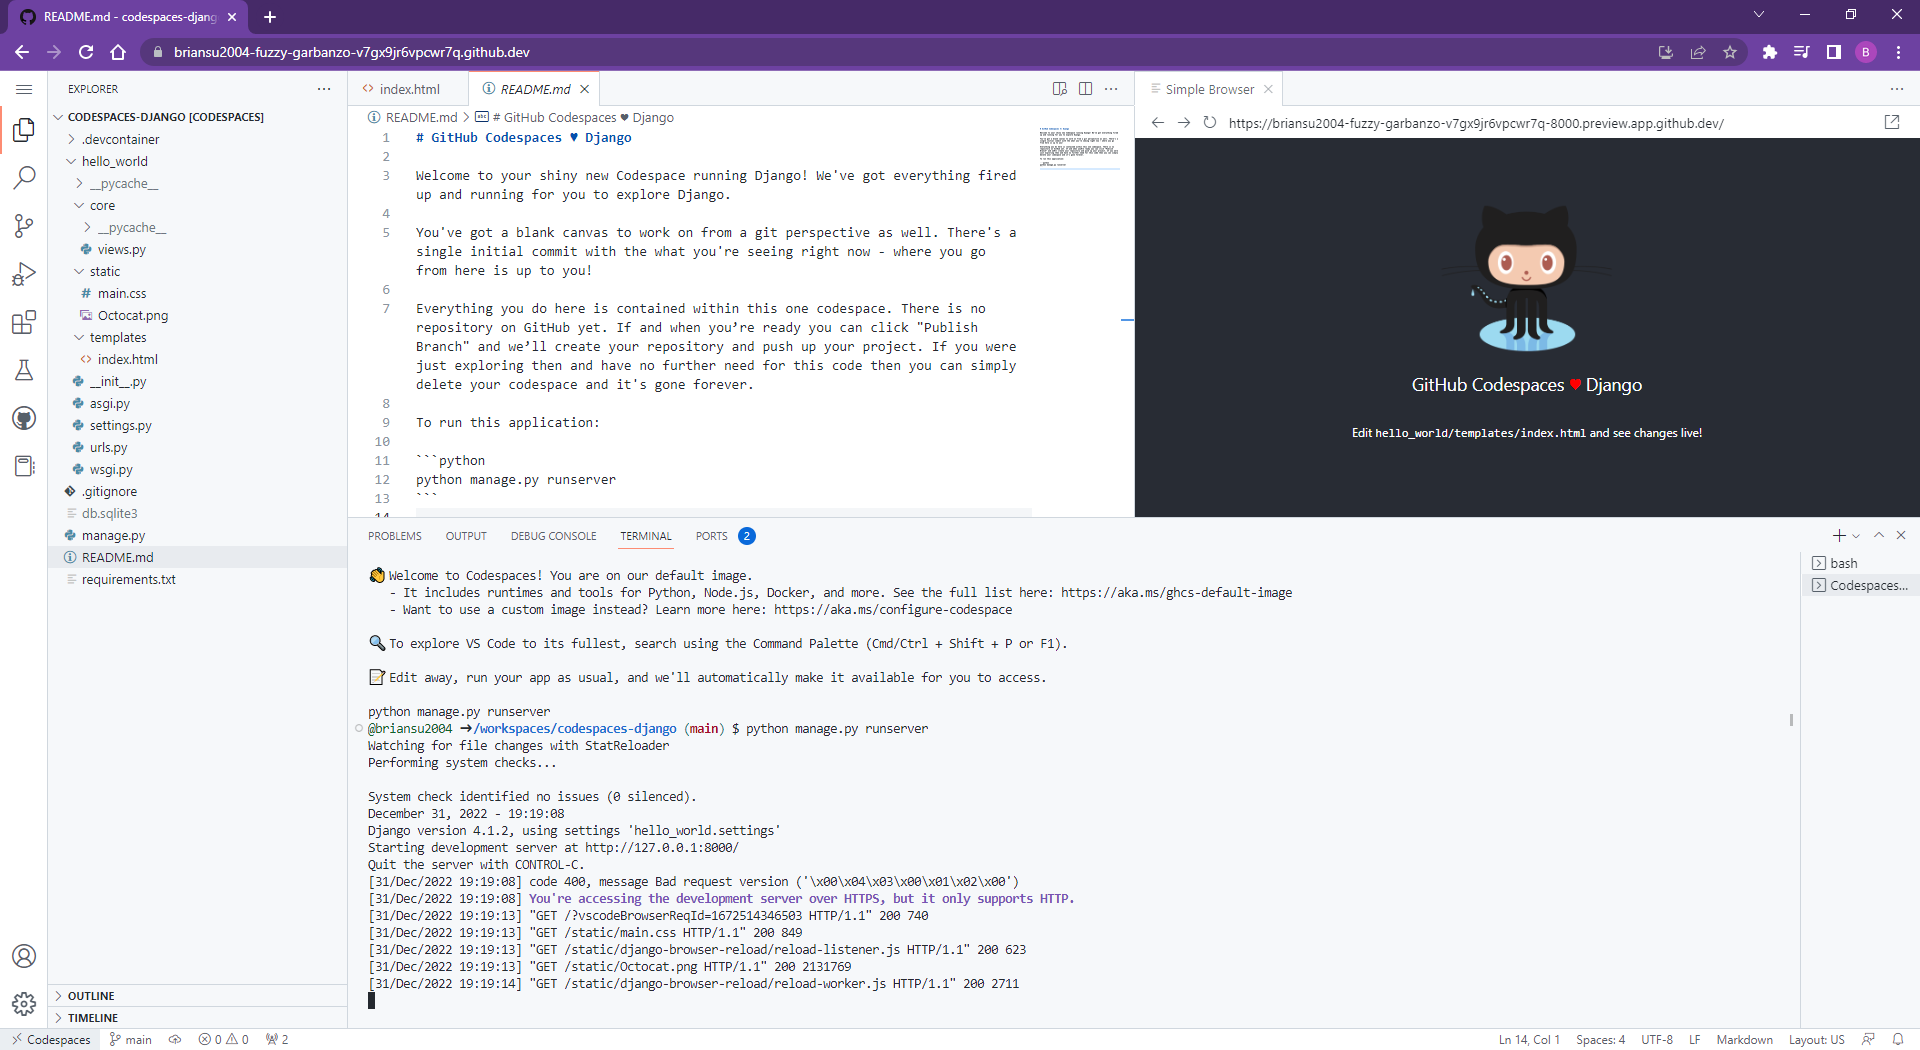 README.md - codespaces-djang
briansu2004-fuzzy-garbanzo-v7gx9jr6vpcwr7q.github.dev
B
EXPLORER
CODESPACES-DJANGO [CODESPACES]
.devcontainer
hello_world
__pycache__
core
__pycache__
views.py
static
# main.css
Octocat.png
templates
<> index.html
__init__.py
asgi.py
settings.py
urls.py
wsgi.py
.gitignore
db.sqlite3
manage.py
README.md
requirements.txt
OUTLINE
TIMELINE
<> index.html
README.md
README.md > # GitHub Codespaces ♥ Django
1 # GitHub Codespaces ♥ Django
2
3 Welcome to your shiny new Codespace running Django! We've got everything fired
up and running for you to explore Django.
4
5 You've got a blank canvas to work on from a git perspective as well. There's a
single initial commit with the what you're seeing right now - where you go
from here is up to you!
6
7 Everything you do here is contained within this one codespace. There is no
repository on GitHub yet. If and when you’re ready you can click "Publish
Branch" and we’ll create your repository and push up your project. If you were
just exploring then and have no further need for this code then you can simply
delete your codespace and it's gone forever.
8
9 To run this application:
10
11 ```python
12 python manage.py runserver
13 ```
14
Simple Browser
https://briansu2004-fuzzy-garbanzo-v7gx9jr6vpcwr7q-8000.preview.app.github.dev/
GitHub Codespaces ♥ Django
Edit hello_world/templates/index.html and see changes live!
PROBLEMS OUTPUT DEBUG CONSOLE TERMINAL PORTS 2
👋 Welcome to Codespaces! You are on our default image.
- It includes runtimes and tools for Python, Node.js, Docker, and more. See the full list here: https://aka.ms/ghcs-default-image
- Want to use a custom image instead? Learn more here: https://aka.ms/configure-codespace
🔍 To explore VS Code to its fullest, search using the Command Palette (Cmd/Ctrl + Shift + P or F1).
📝 Edit away, run your app as usual, and we'll automatically make it available for you to access.
python manage.py runserver
@briansu2004 ➜/workspaces/codespaces-django (main) $ python manage.py runserver
Watching for file changes with StatReloader
Performing system checks...
System check identified no issues (0 silenced).
December 31, 2022 - 19:19:08
Django version 4.1.2, using settings 'hello_world.settings'
Starting development server at http://127.0.0.1:8000/
Quit the server with CONTROL-C.
[31/Dec/2022 19:19:08] code 400, message Bad request version ('\x00\x04\x03\x00\x01\x02\x00')
[31/Dec/2022 19:19:08] You're accessing the development server over HTTPS, but it only supports HTTP.
[31/Dec/2022 19:19:13] "GET /?vscodeBrowserReqId=1672514346503 HTTP/1.1" 200 740
[31/Dec/2022 19:19:13] "GET /static/main.css HTTP/1.1" 200 849
[31/Dec/2022 19:19:13] "GET /static/django-browser-reload/reload-listener.js HTTP/1.1" 200 623
[31/Dec/2022 19:19:13] "GET /static/Octocat.png HTTP/1.1" 200 2131769
[31/Dec/2022 19:19:14] "GET /static/django-browser-reload/reload-worker.js HTTP/1.1" 200 2711
bash
Codespaces...
Codespaces main 0 0 2
Ln 14, Col 1 Spaces: 4 UTF-8 LF Markdown Layout: US